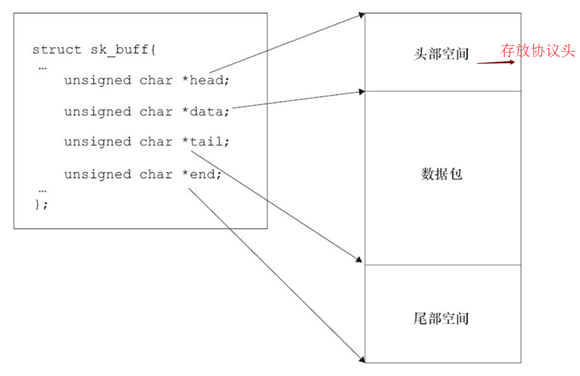 struct sk_buff{
…
unsigned char *head;
unsigned char *data;
unsigned char *tail;
unsigned char *end;
…
};
头部空间
存放协议头
数据包
尾部空间